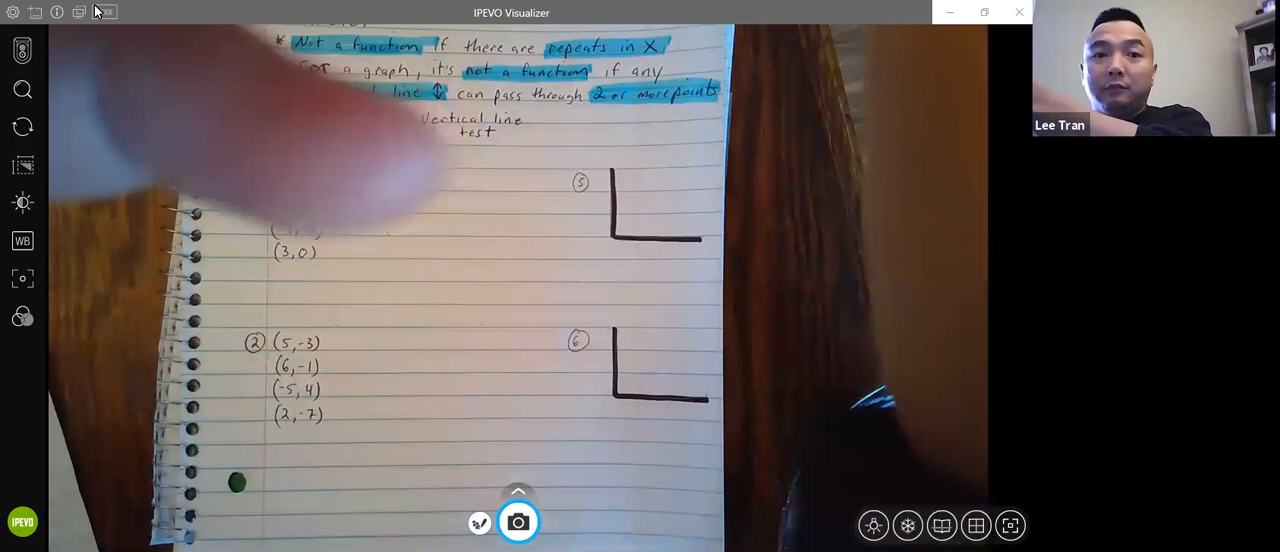 IPEVO Visualizer
* Not a function if there are repeats in X.
a graph, it's not a function if any
line ↕ can pass through 2 or more points
Vertical line
test
(3, 0)
② (5, -3)
(6, -1)
(-5, 4)
(2, -7)
⑤
⑥
Lee Tran
WB
IPEVO